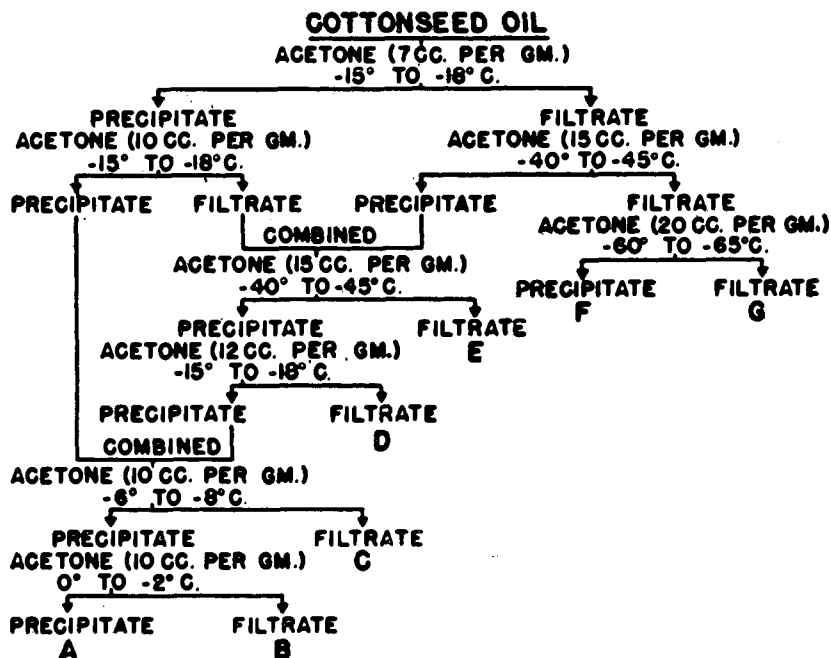 COTTONSEED OIL
ACETONE (7 CC. PER GM.)
-15° TO -18° C.
PRECIPITATE
ACETONE (10 CC. PER GM.)
-15° TO -18° C.
FILTRATE
ACETONE (15 CC. PER GM.)
-40° TO -45° C.
PRECIPITATE
FILTRATE
PRECIPITATE
FILTRATE
COMBINED
ACETONE (20 CC. PER GM.)
-60° TO -65° C.
ACETONE (15 CC. PER GM.)
-40° TO -45° C.
PRECIPITATE
F
FILTRATE
G
PRECIPITATE
FILTRATE
E
ACETONE (12 CC. PER GM.)
-15° TO -18° C.
PRECIPITATE
FILTRATE
D
COMBINED
ACETONE (10 CC. PER GM.)
-6° TO -8° C.
PRECIPITATE
FILTRATE
C
ACETONE (10 CC. PER GM.)
0° TO -2° C.
PRECIPITATE
A
FILTRATE
B